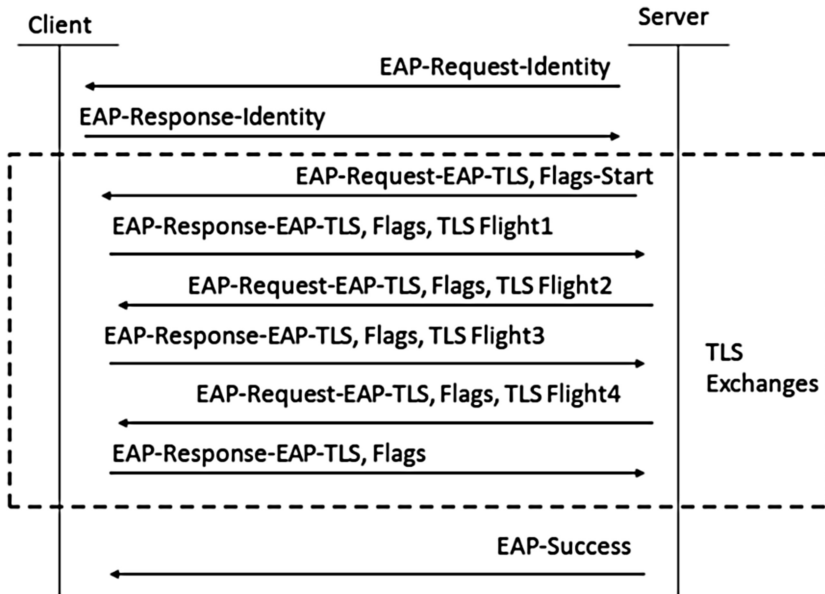 Client
Server
EAP-Request-Identity
EAP-Response-Identity
EAP-Request-EAP-TLS, Flags-Start
EAP-Response-EAP-TLS, Flags, TLS Flight1
EAP-Request-EAP-TLS, Flags, TLS Flight2
EAP-Response-EAP-TLS, Flags, TLS Flight3
TLS
Exchanges
EAP-Request-EAP-TLS, Flags, TLS Flight4
EAP-Response-EAP-TLS, Flags
EAP-Success